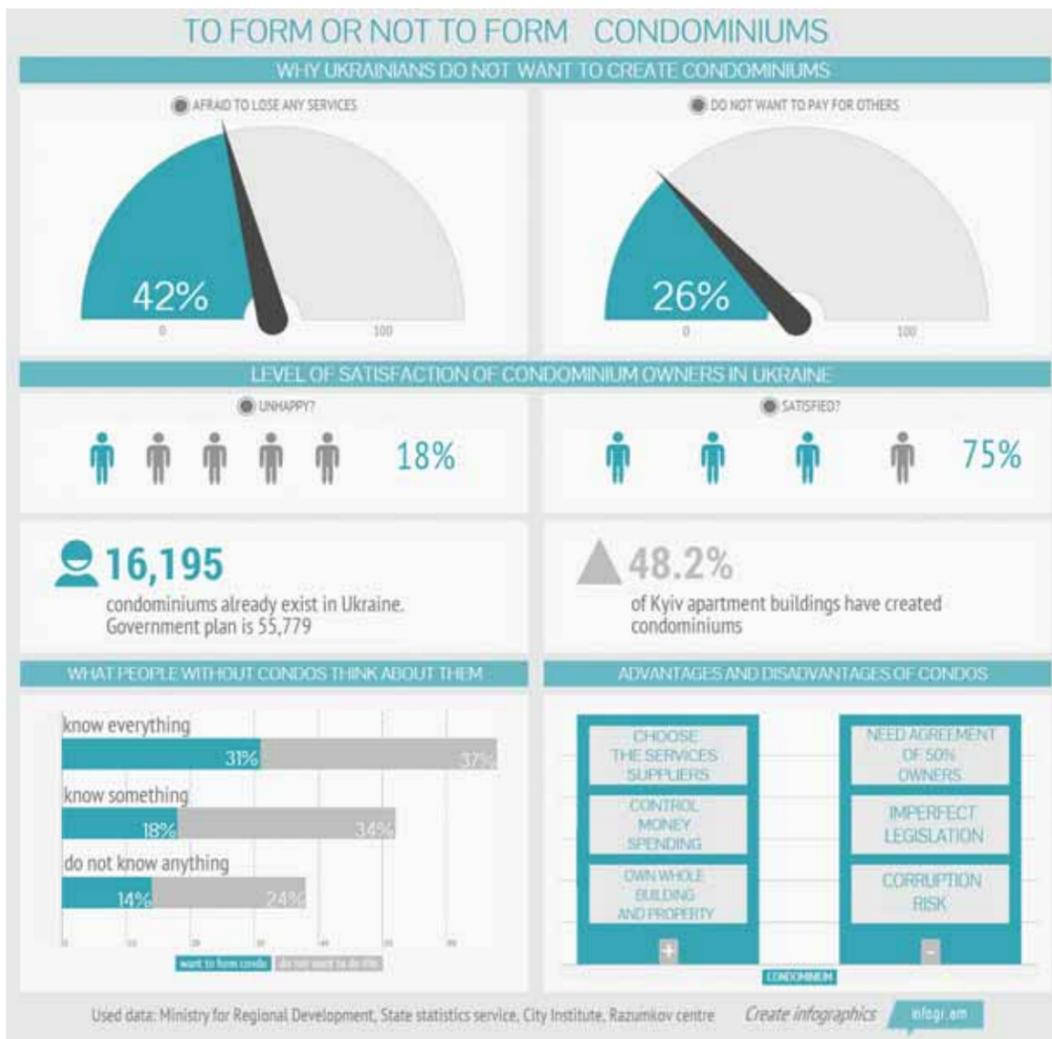 TO FORM OR NOT TO FORM CONDOMINIUMS
WHY UKRAINIANS DO NOT WANT TO CREATE CONDOMINIUMS
AFRAID TO LOSE ANY SERVICES
42%
0
100
DO NOT WANT TO PAY FOR OTHERS
26%
0
100
LEVEL OF SATISFACTION OF CONDOMINIUM OWNERS IN UKRAINE
UNHAPPY?
18%
SATISFIED?
75%
16,195
condominiums already exist in Ukraine.
Government plan is 55,779
48.2%
of Kyiv apartment buildings have created
condominiums
WHAT PEOPLE WITHOUT CONDOS THINK ABOUT THEM
know everything
31%
37%
know something
18%
34%
do not know anything
14%
24%
want to form condo
do not want to do
ADVANTAGES AND DISADVANTAGES OF CONDOS
CHOOSE
THE SERVICES
SUPPLIERS
CONTROL
MONEY
SPENDING
OWN WHOLE
BUILDING
AND PROPERTY
+
NEED AGREEMENT
OF 50%
OWNERS
IMPERFECT
LEGISLATION
CORRUPTION
RISK
-
CONDOMINIUM
Used data: Ministry for Regional Development, State statistics service, City Institute, Razumkov centre
Create infographics
infogr.am